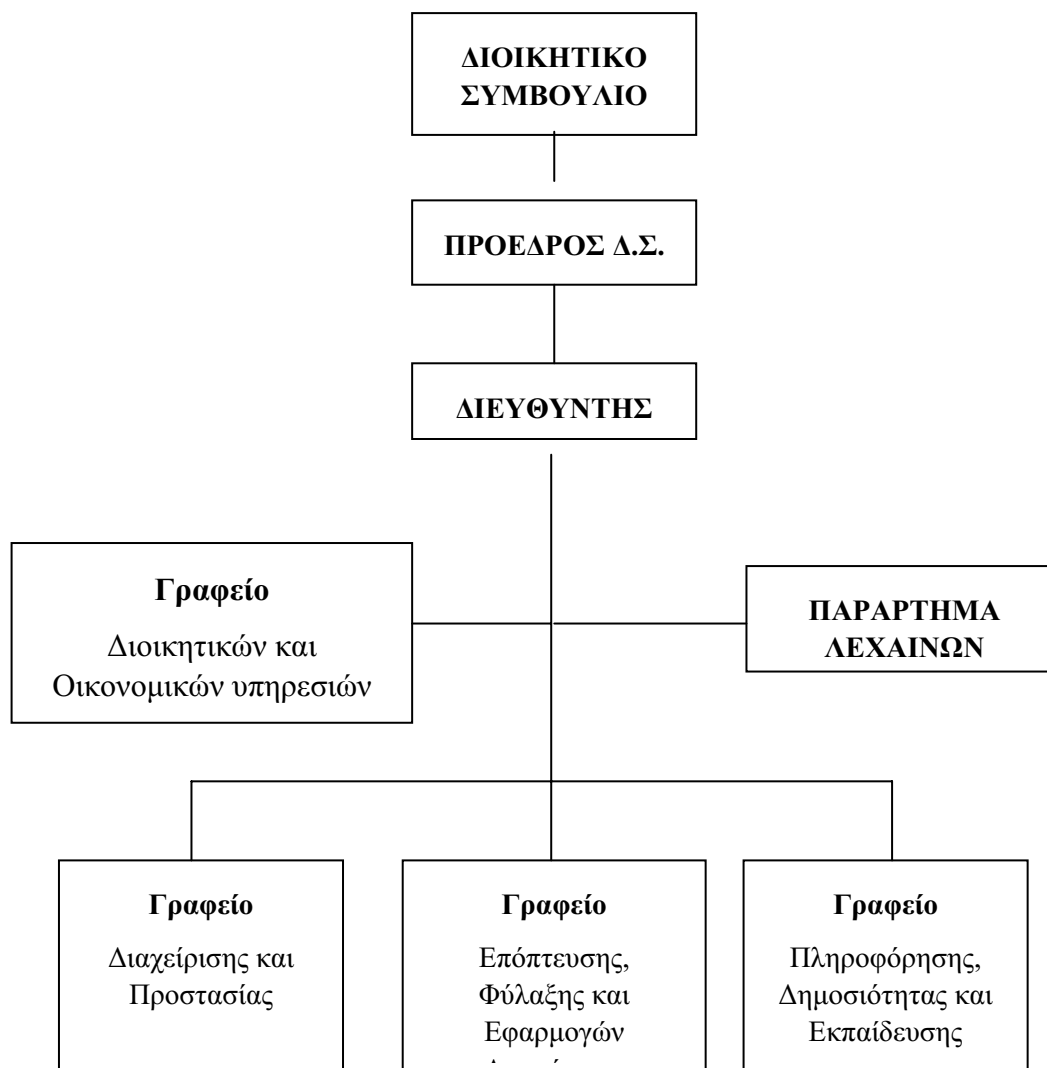 ΔΙΟΙΚΗΤΙΚΟ
ΣΥΜΒΟΥΛΙΟ
ΠΡΟΕΔΡΟΣ Δ.Σ.
ΔΙΕΥΘΥΝΤΗΣ
Γραφείο
Διοικητικών και
Οικονομικών υπηρεσιών
ΠΑΡΑΡΤΗΜΑ
ΛΕΧΑΙΝΩΝ
Γραφείο
Διαχείρισης και
Προστασίας
Γραφείο
Επόπτευσης,
Φύλαξης και
Εφαρμογών
Γραφείο
Πληροφόρησης,
Δημοσιότητας και
Εκπαίδευσης